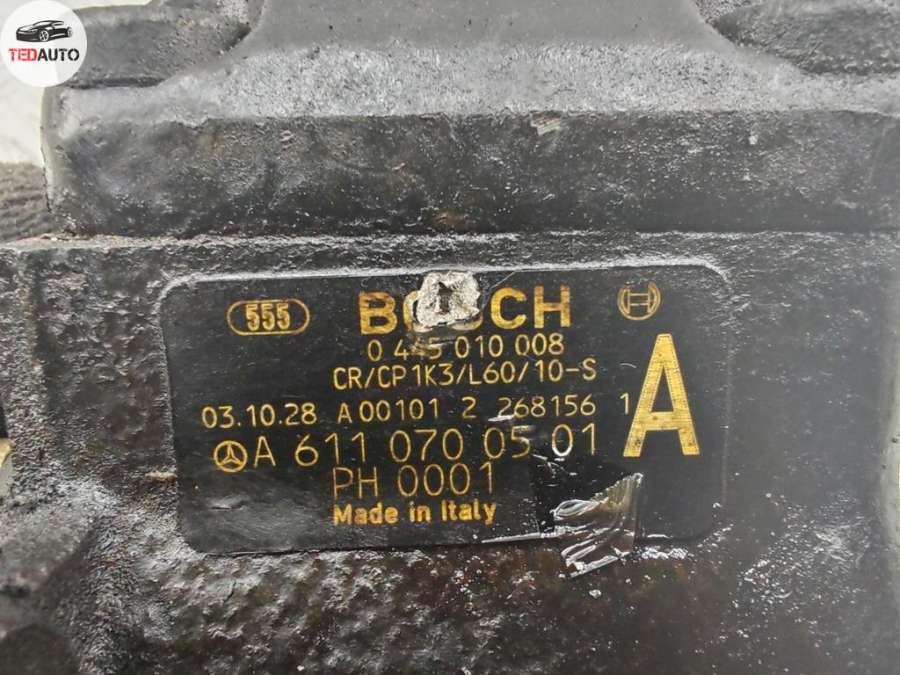 TEDAUTO
555 BOSCH
0 445 010 008
CR/CP1K3/L60/10-S
03.10.28 A00101 2 268156 1
A
A 611 070 05 01
PH 0001
Made in Italy